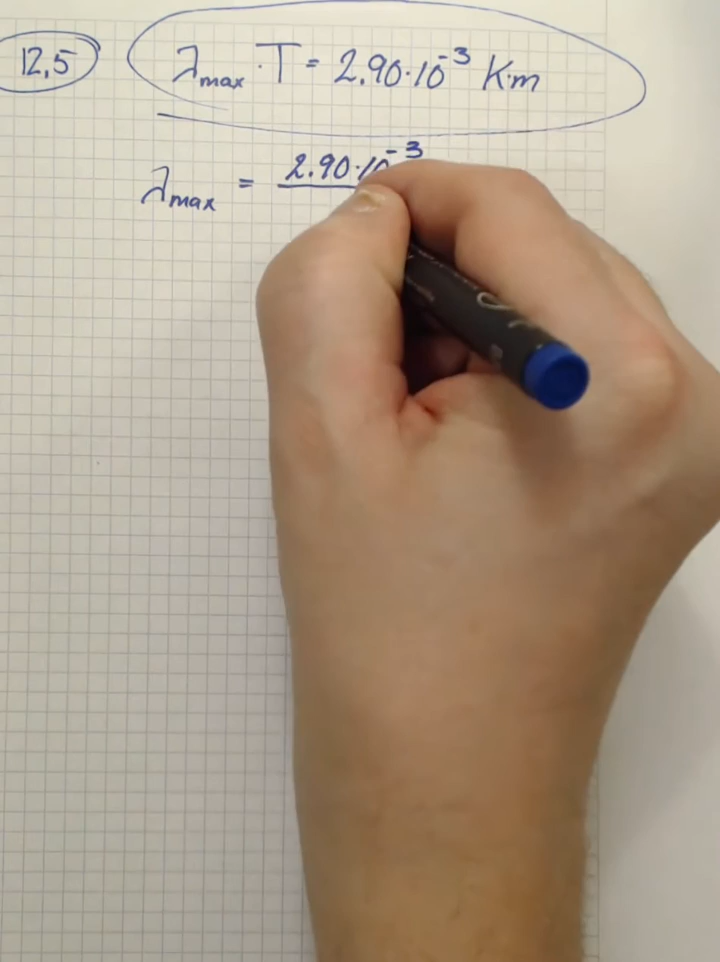 12,5
λmax · T = 2.90 · 10⁻³ K·m
λmax = 2.90 · 10⁻³